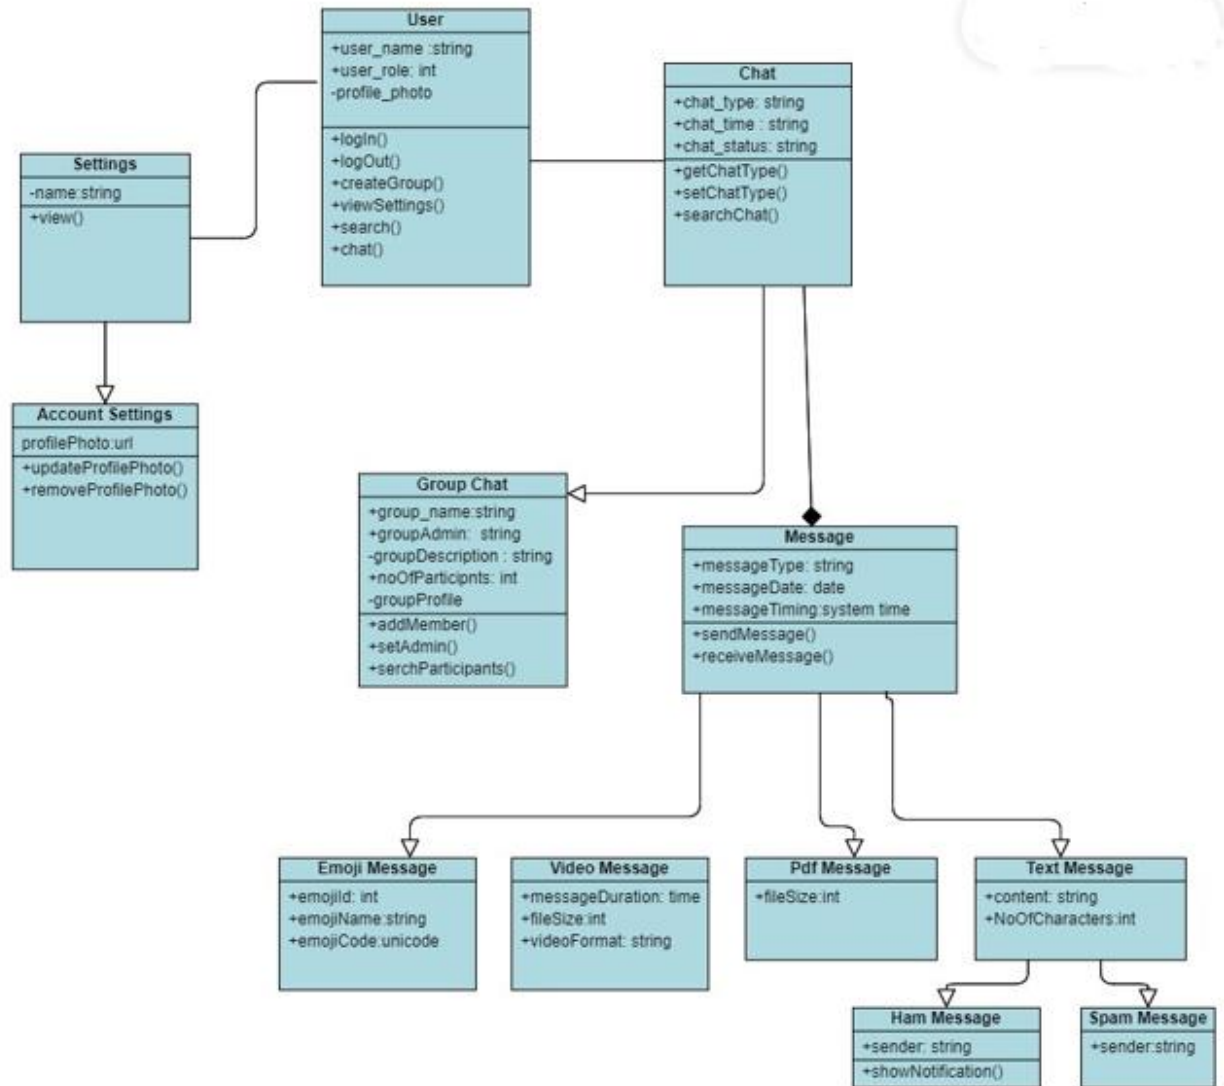 User
+user_name :string
+user_role: int
-profile_photo
+logIn()
+logOut()
+createGroup()
+viewSettings()
+search()
+chat()
Chat
+chat_type: string
+chat_time : string
+chat_status: string
+getChatType()
+setChatType()
+searchChat()
Settings
-name:string
+view()
Account Settings
profilePhoto:url
+updateProfilePhoto()
+removeProfilePhoto()
Group Chat
+group_name:string
+groupAdmin: string
-groupDescription : string
+noOfParticipnts: int
-groupProfile
+addMember()
+setAdmin()
+serchParticipants()
Message
+messageType: string
+messageDate: date
+messageTiming:system time
+sendMessage()
+receiveMessage()
Emoji Message
+emojiId: int
+emojiName:string
+emojiCode:unicode
Video Message
+messageDuration: time
+fileSize:int
+videoFormat: string
Pdf Message
+fileSize:int
Text Message
+content: string
+NoOfCharacters:int
Ham Message
+sender: string
+showNotification()
Spam Message
+sender:string